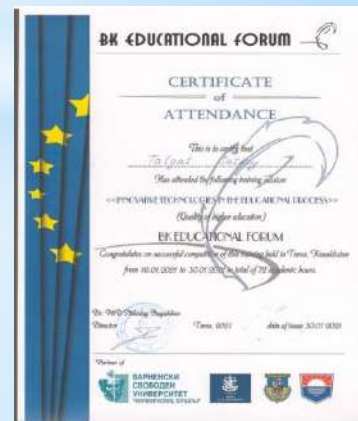 BK EDUCATIONAL FORUM
CERTIFICATE
of
ATTENDANCE
This is to certify that
Talgat
Has attended the following training session
<<INNOVATIVE TECHNOLOGIES IN THE EDUCATIONAL PROCESS>>
(Quality of higher education)
BK EDUCATIONAL FORUM
Congratulates on successful completion of this training held in Taraz, Kazakhstan
from 10.01.2021 to 30.01.2021 in total of 72 academic hours.
Director
Taraz, 2021
date of issue 30.01.2021
Partner of
ВАРНЕНСКИ
СВОБОДЕН
УНИВЕРСИТЕТ